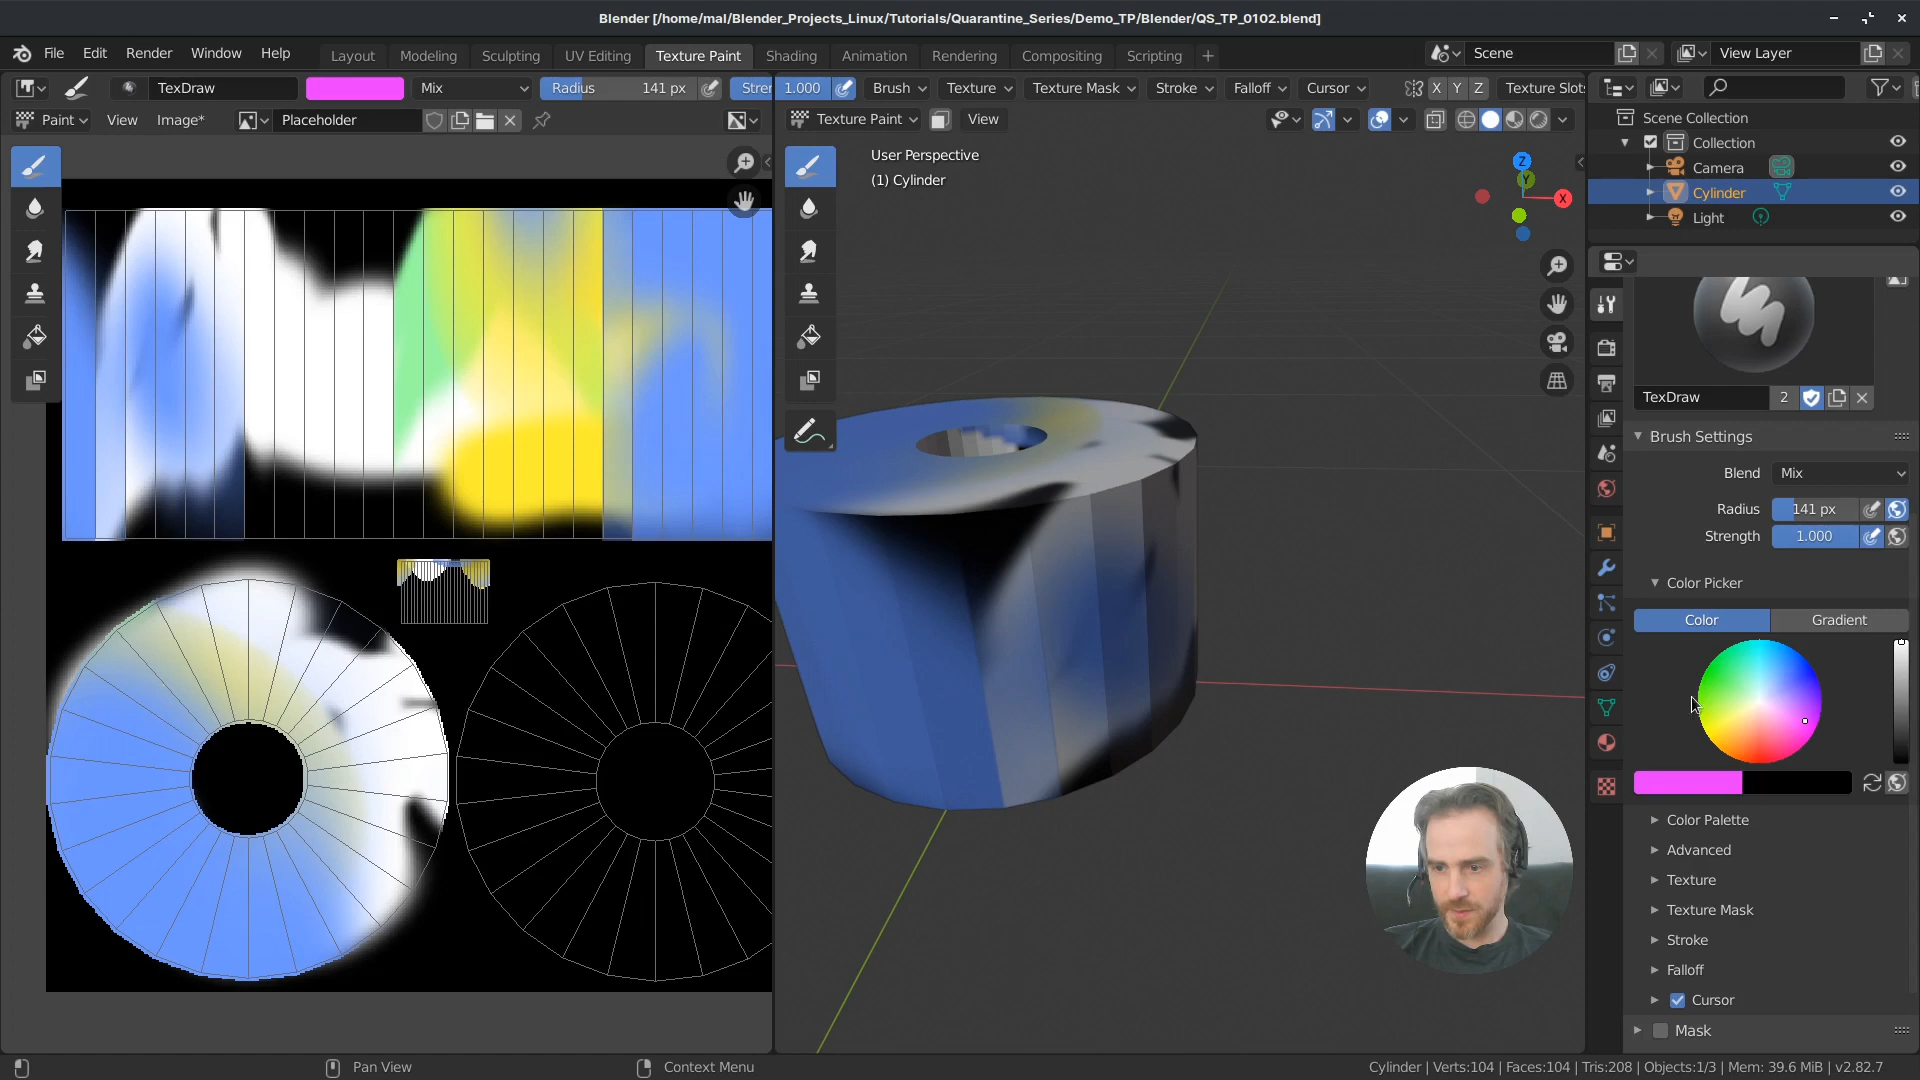 Blender [/home/mal/Blender_Projects_Linux/Tutorials/Quarantine_Series/Demo_TP/Blender/QS_TP_0102.blend]
File Edit Render Window Help Layout Modeling Sculpting UV Editing Texture Paint Shading Animation Rendering Compositing Scripting + Scene View Layer
TexDraw Mix Radius 141 px Stren 1.000 Brush Texture Texture Mask Stroke Falloff Cursor X Y Z Texture Slots
Paint View Image* Placeholder Texture Paint View
User Perspective
(1) Cylinder
Z
Y
X
Scene Collection
Collection
Camera
Cylinder
Light
TexDraw 2
Brush Settings
Blend Mix
Radius 141 px
Strength 1.000
Color Picker
Color Gradient
Color Palette
Advanced
Texture
Texture Mask
Stroke
Falloff
Cursor
Mask
Pan View Context Menu Cylinder | Verts:104 | Faces:104 | Tris:208 | Objects:1/3 | Mem: 39.6 MiB | v2.82.7